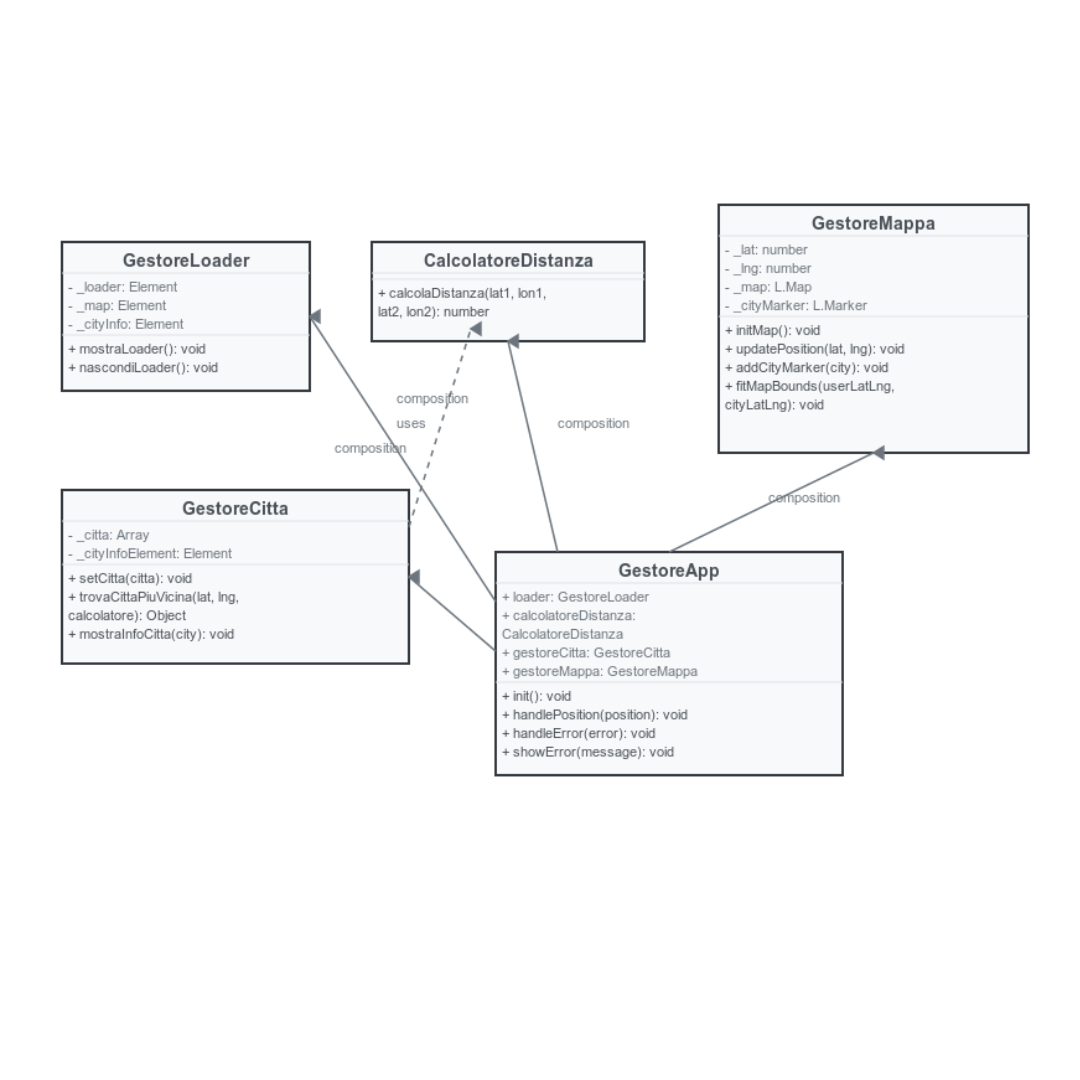 GestoreLoader
- _loader: Element
- _map: Element
- _cityInfo: Element
+ mostraLoader(): void
+ nascondiLoader(): void
CalcolatoreDistanza
+ calcolaDistanza(lat1, lon1,
lat2, lon2): number
GestoreMappa
- _lat: number
- _lng: number
- _map: L.Map
- _cityMarker: L.Marker
+ initMap(): void
+ updatePosition(lat, lng): void
+ addCityMarker(city): void
+ fitMapBounds(userLatLng,
cityLatLng): void
composition
uses
composition
composition
composition
GestoreCitta
- _citta: Array
- _cityInfoElement: Element
+ setCitta(citta): void
+ trovaCittaPiuVicina(lat, lng,
calcolatore): Object
+ mostraInfoCitta(city): void
GestoreApp
+ loader: GestoreLoader
+ calcolatoreDistanza:
CalcolatoreDistanza
+ gestoreCitta: GestoreCitta
+ gestoreMappa: GestoreMappa
+ init(): void
+ handlePosition(position): void
+ handleError(error): void
+ showError(message): void